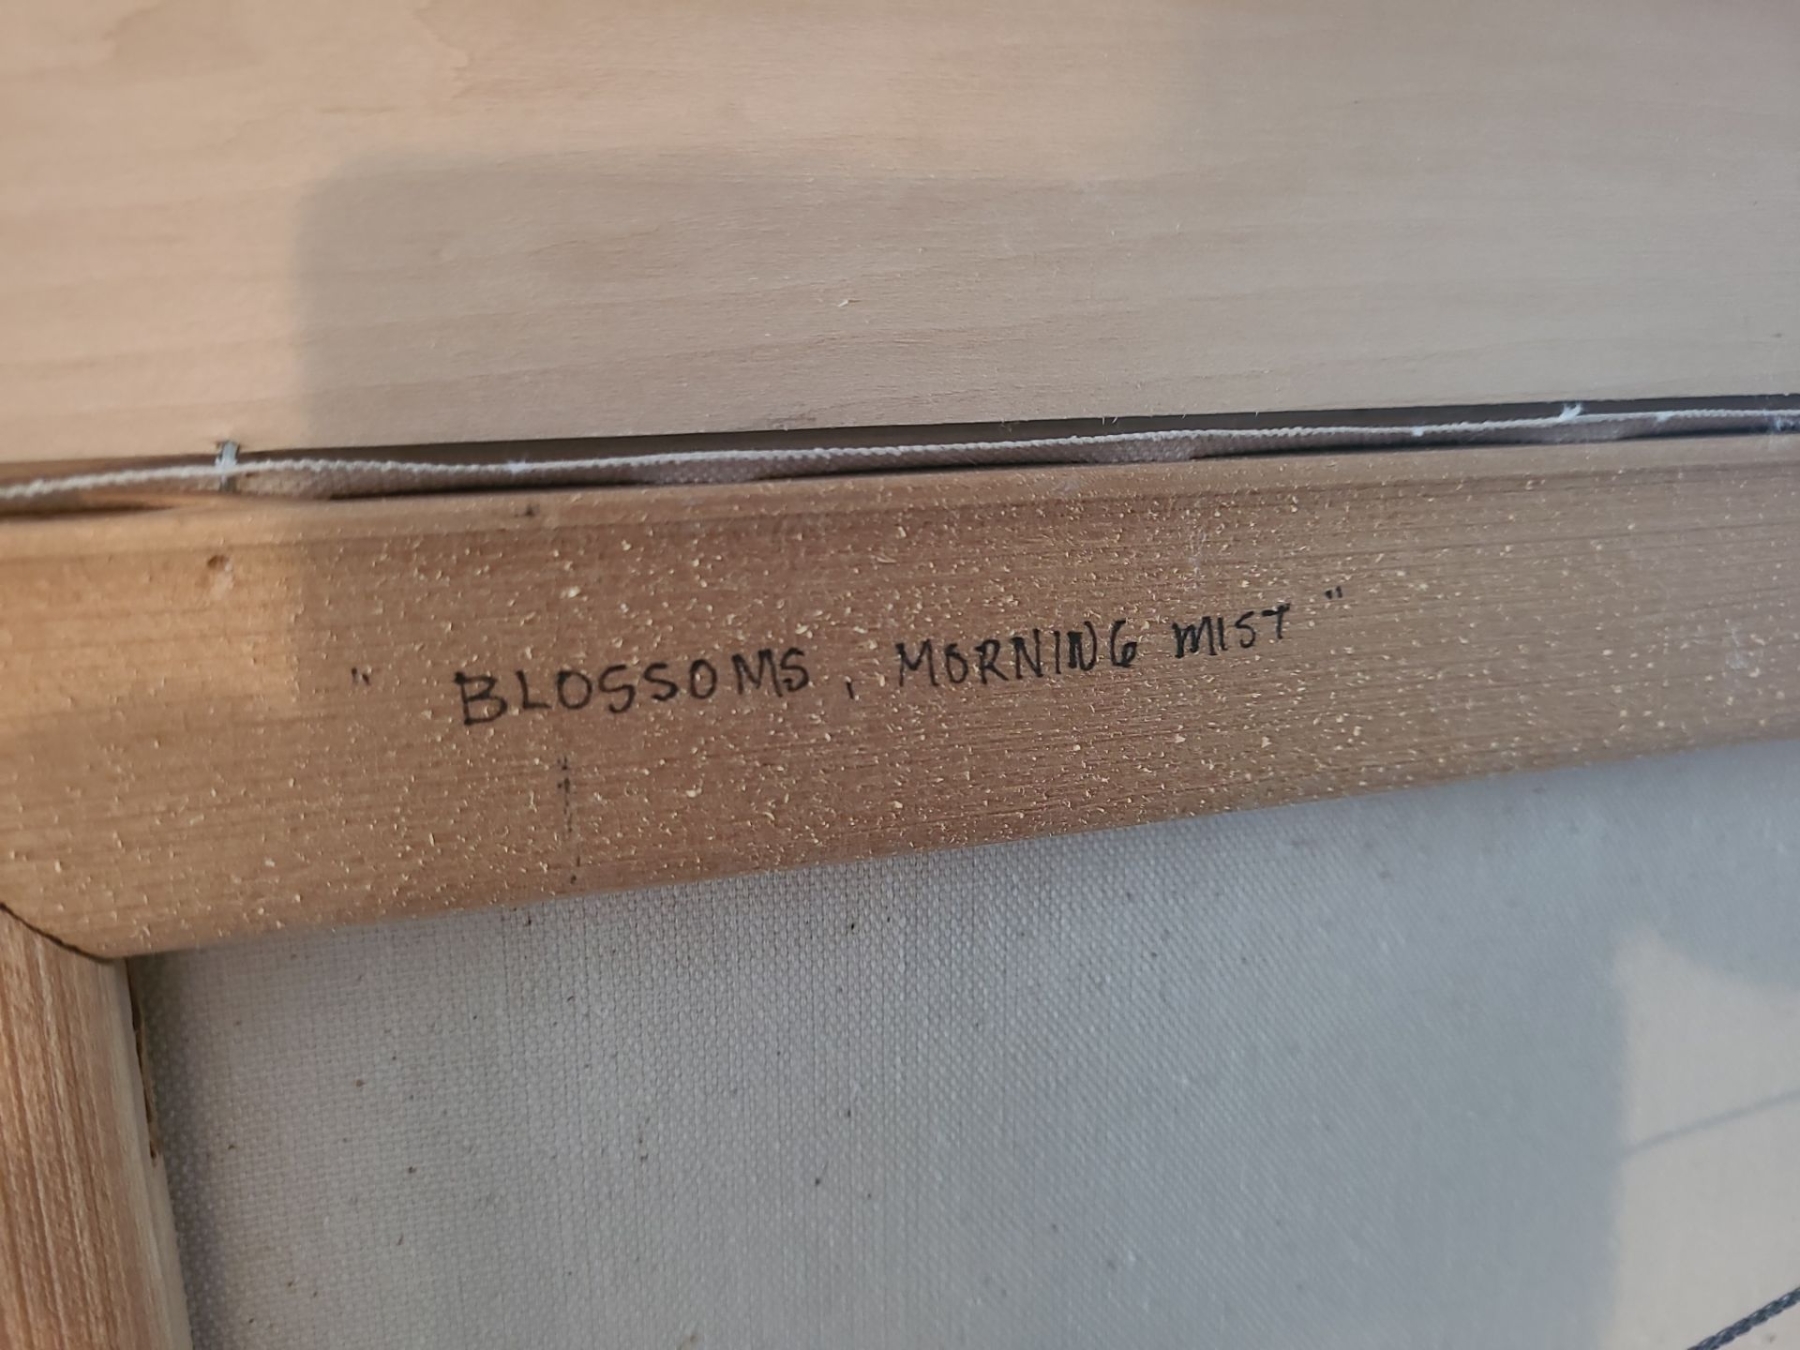 " BLOSSOMS, MORNING MIST "